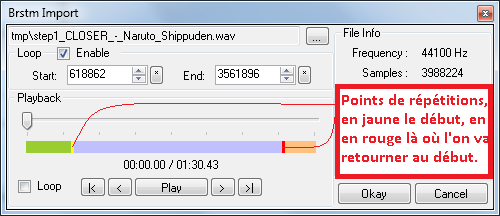 Brstm Import
tmp\step1_CLOSER_-_Naruto_Shippuden.wav
...
File Info
Loop
Enable
Frequency :
44100 Hz
Start:
618862
*
End:
3561896
*
Samples :
3988224
Playback
Points de répétitions,
en jaune le début, en
en rouge là où l'on va
retourner au début.
00:00.00 / 01:30.43
Loop
|<
<
Play
>
>|
Okay
Cancel